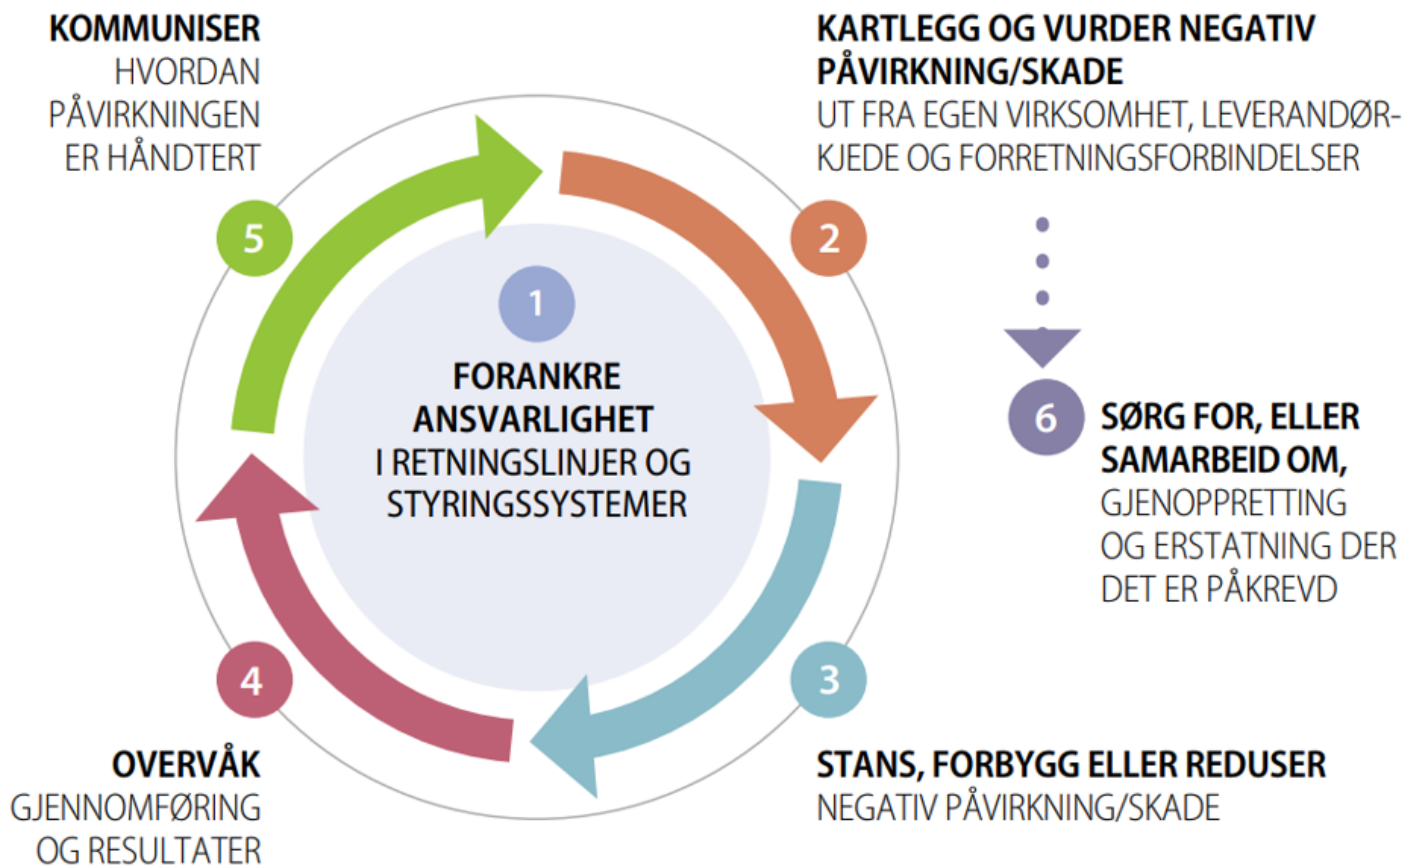 1
FORANKRE
ANSVARLIGHET
I RETNINGSLINJER OG
STYRINGSSYSTEMER
KARTLEGG OG VURDER NEGATIV
PÅVIRKNING/SKADE
UT FRA EGEN VIRKSOMHET, LEVERANDØR-
KJEDE OG FORRETNINGSFORBINDELSER
2
3
STANS, FORBYGG ELLER REDUSER
NEGATIV PÅVIRKNING/SKADE
4
OVERVÅK
GJENNOMFØRING
OG RESULTATER
KOMMUNISER
HVORDAN
PÅVIRKNINGEN
ER HÅNDTERT
5
6
SØRG FOR, ELLER
SAMARBEID OM,
GJENOPPRETTING
OG ERSTATNING DER
DET ER PÅKREVD